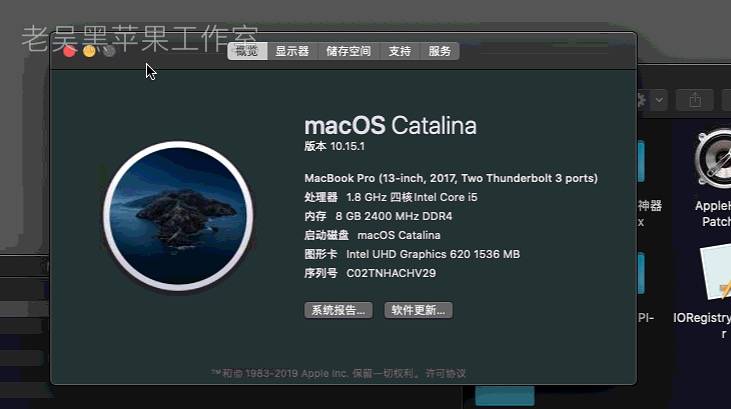 老吴黑苹果工作室
概览 显示器 储存空间 支持 服务
macOS Catalina
版本 10.15.1
MacBook Pro (13-inch, 2017, Two Thunderbolt 3 ports)
处理器 1.8 GHz 四核Intel Core i5
内存 8 GB 2400 MHz DDR4
启动磁盘 macOS Catalina
图形卡 Intel UHD Graphics 620 1536 MB
序列号 C02TNHACHV29
系统报告... 软件更新...
™和© 1983-2019 Apple Inc. 保留一切权利。许可协议
神器
x
AppleH
Patch
PI-
IORegistry
r